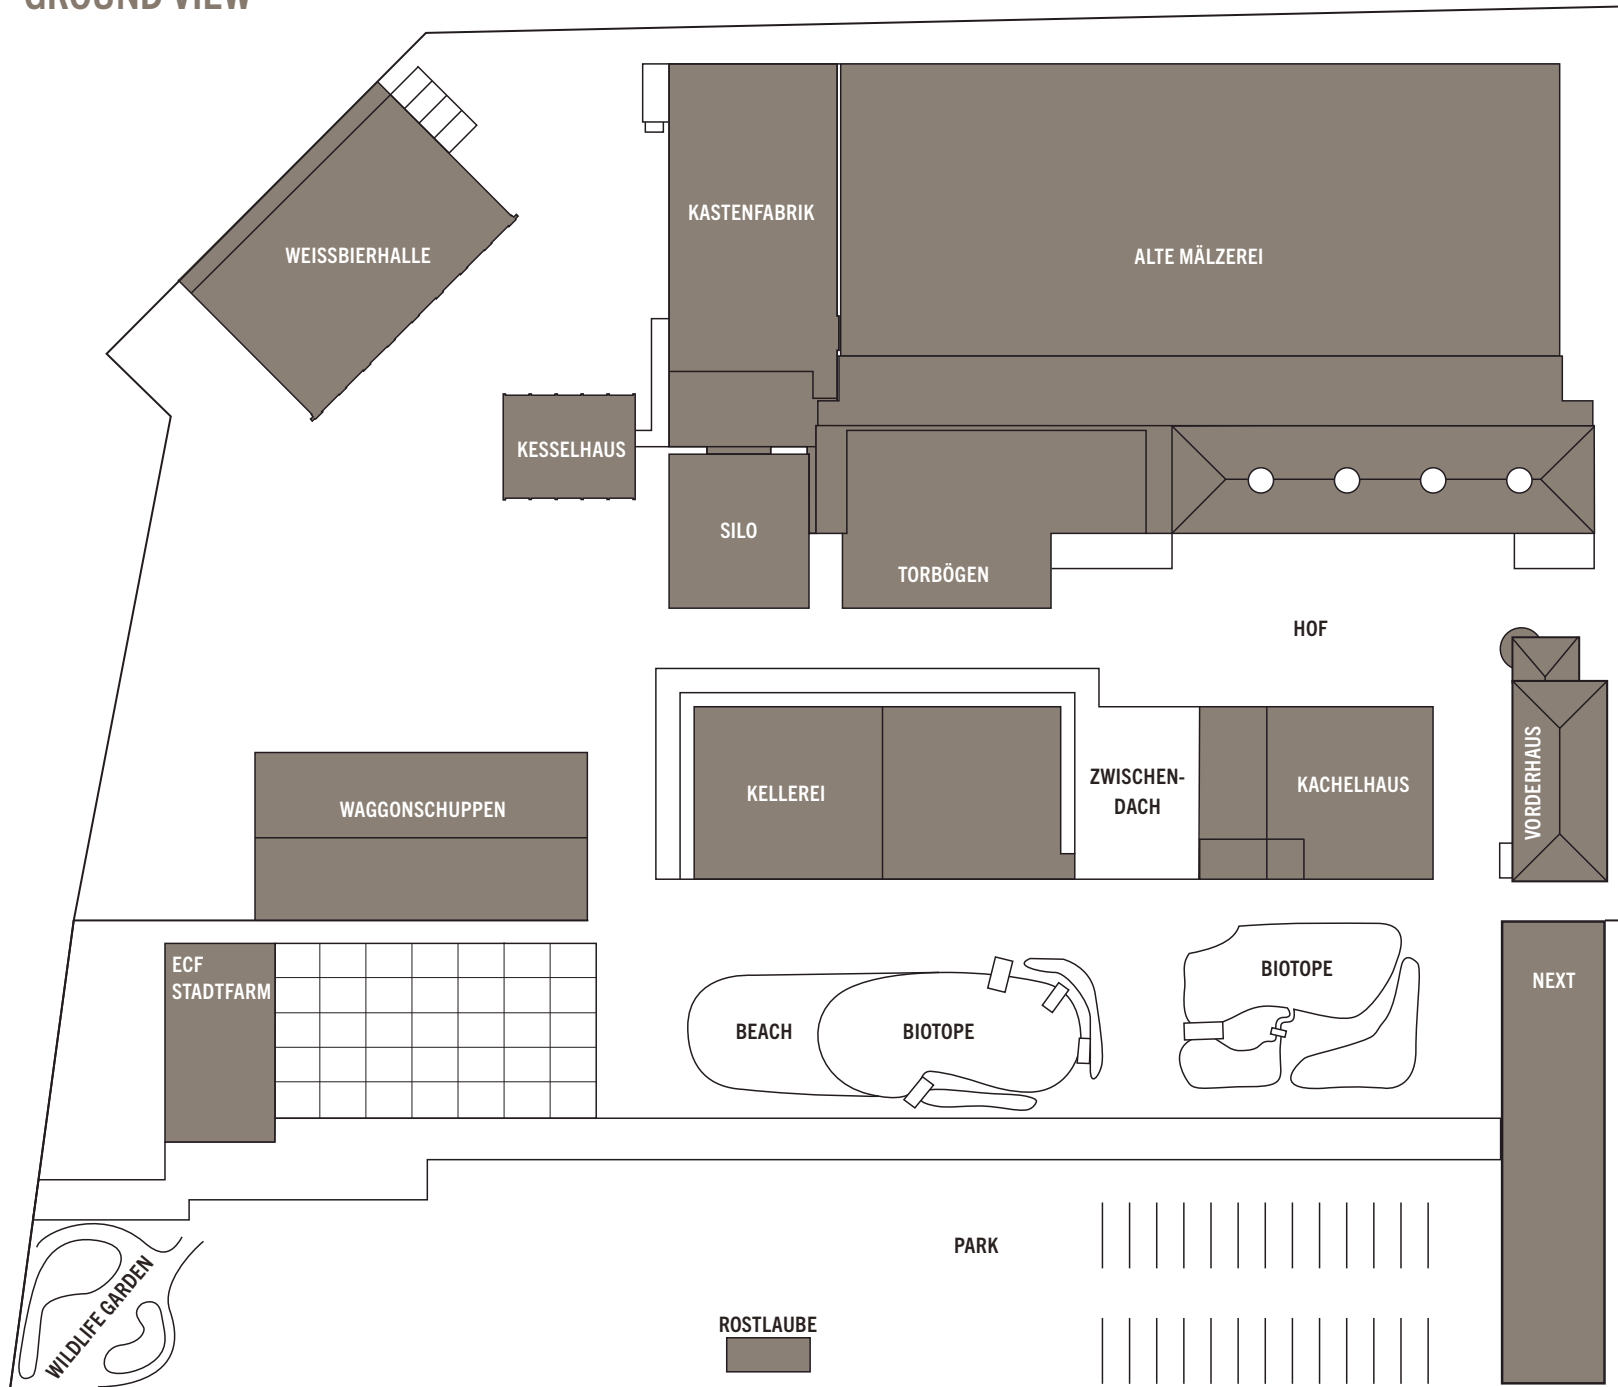 GROUND VIEW
KASTENFABRIK
WEISSBIERHALLE
ALTE MÄLZEREI
KESSELHAUS
SILO
TORBÖGEN
HOF
VORDERHAUS
ZWISCHEN-
DACH
KACHELHAUS
KELLEREI
WAGGONSCHUPPEN
ECF
STADTFARM
BIOTOPE
NEXT
BEACH
BIOTOPE
PARK
WILDLIFE GARDEN
ROSTLAUBE